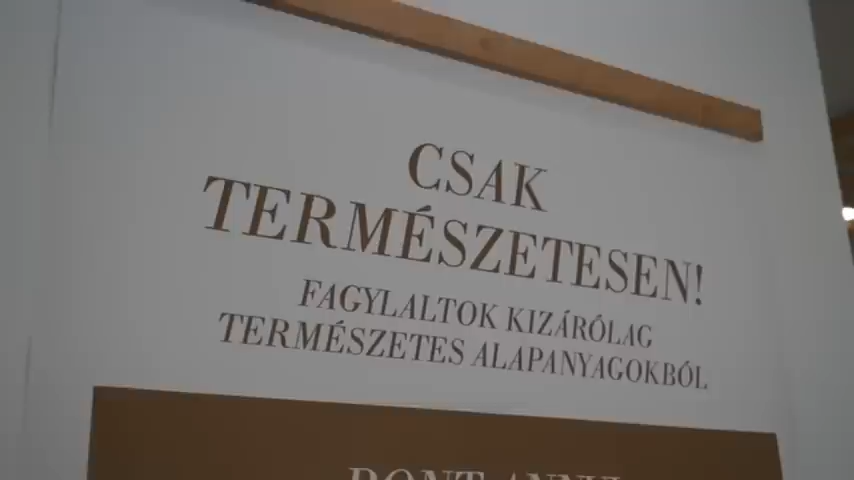 CSAK
TERMÉSZETESEN!
FAGYLALTOK KIZÁRÓLAG
TERMÉSZETES ALAPANYAGOKBÓL